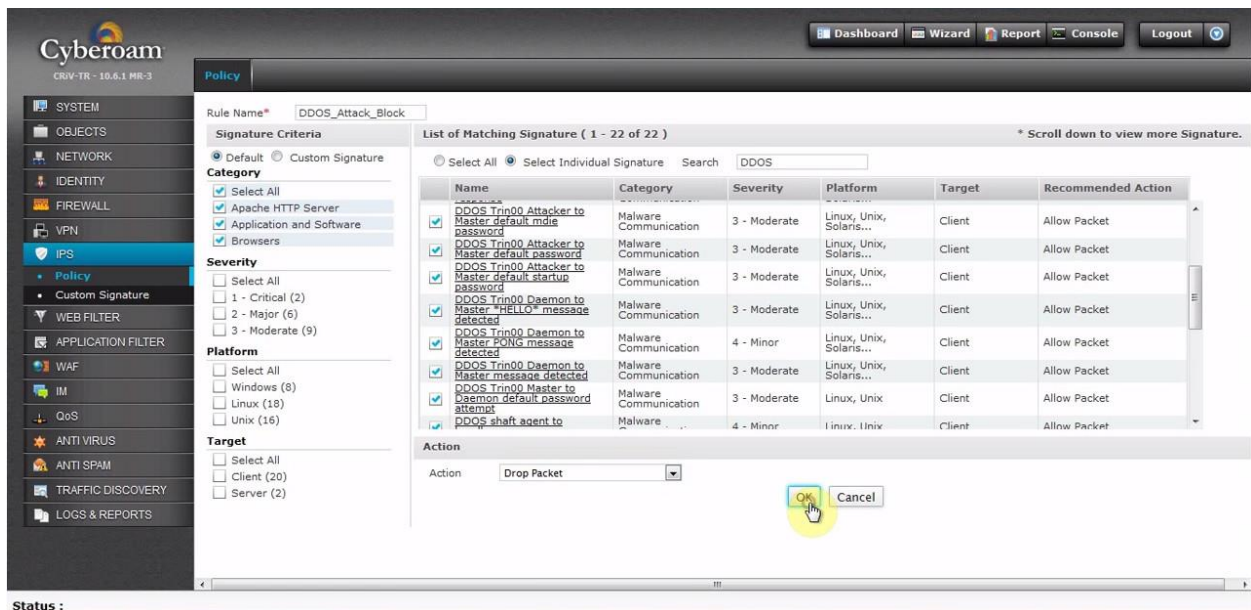 Cyberoam
CRiV-TR - 10.6.1 MR-3
Dashboard
Wizard
Report
Console
Logout
Policy
SYSTEM
OBJECTS
NETWORK
IDENTITY
FIREWALL
VPN
IPS
Policy
Custom Signature
WEB FILTER
APPLICATION FILTER
WAF
IM
QoS
ANTI VIRUS
ANTI SPAM
TRAFFIC DISCOVERY
LOGS & REPORTS
Rule Name* DDOS_Attack_Block
Signature Criteria
Default Custom Signature
Category
Select All
Apache HTTP Server
Application and Software
Browsers
Severity
Select All
1 - Critical (2)
2 - Major (6)
3 - Moderate (9)
Platform
Select All
Windows (8)
Linux (18)
Unix (16)
Target
Select All
Client (20)
Server (2)
List of Matching Signature ( 1 - 22 of 22 ) * Scroll down to view more Signature.
Select All Select Individual Signature Search DDOS
Name Category Severity Platform Target Recommended Action
DDOS Trin00 Attacker to
Master default mdie
password
Malware
Communication
3 - Moderate
Linux, Unix,
Solaris...
Client
Allow Packet
DDOS Trin00 Attacker to
Master default password
Malware
Communication
3 - Moderate
Linux, Unix,
Solaris...
Client
Allow Packet
DDOS Trin00 Attacker to
Master default startup
password
Malware
Communication
3 - Moderate
Linux, Unix,
Solaris...
Client
Allow Packet
DDOS Trin00 Daemon to
Master *HELLO* message
detected
Malware
Communication
3 - Moderate
Linux, Unix,
Solaris...
Client
Allow Packet
DDOS Trin00 Daemon to
Master PONG message
detected
Malware
Communication
4 - Minor
Linux, Unix,
Solaris...
Client
Allow Packet
DDOS Trin00 Daemon to
Master message detected
Malware
Communication
3 - Moderate
Linux, Unix,
Solaris...
Client
Allow Packet
DDOS Trin00 Master to
Daemon default password
attempt
Malware
Communication
3 - Moderate
Linux, Unix
Client
Allow Packet
DDOS shaft agent to
Malware
4 - Minor
Linux, Unix
Client
Allow Packet
Action
Action Drop Packet
OK Cancel
Status :